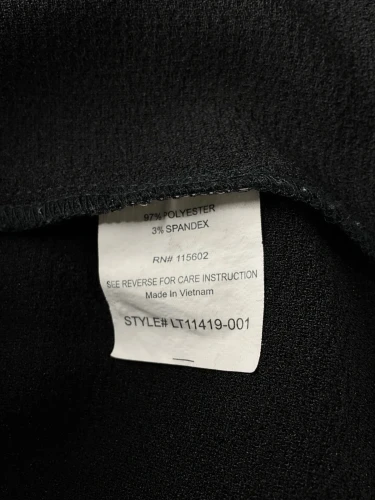 97% POLYESTER
3% SPANDEX
RN# 115602
SEE REVERSE FOR CARE INSTRUCTION
Made in Vietnam
STYLE# LT11419-001